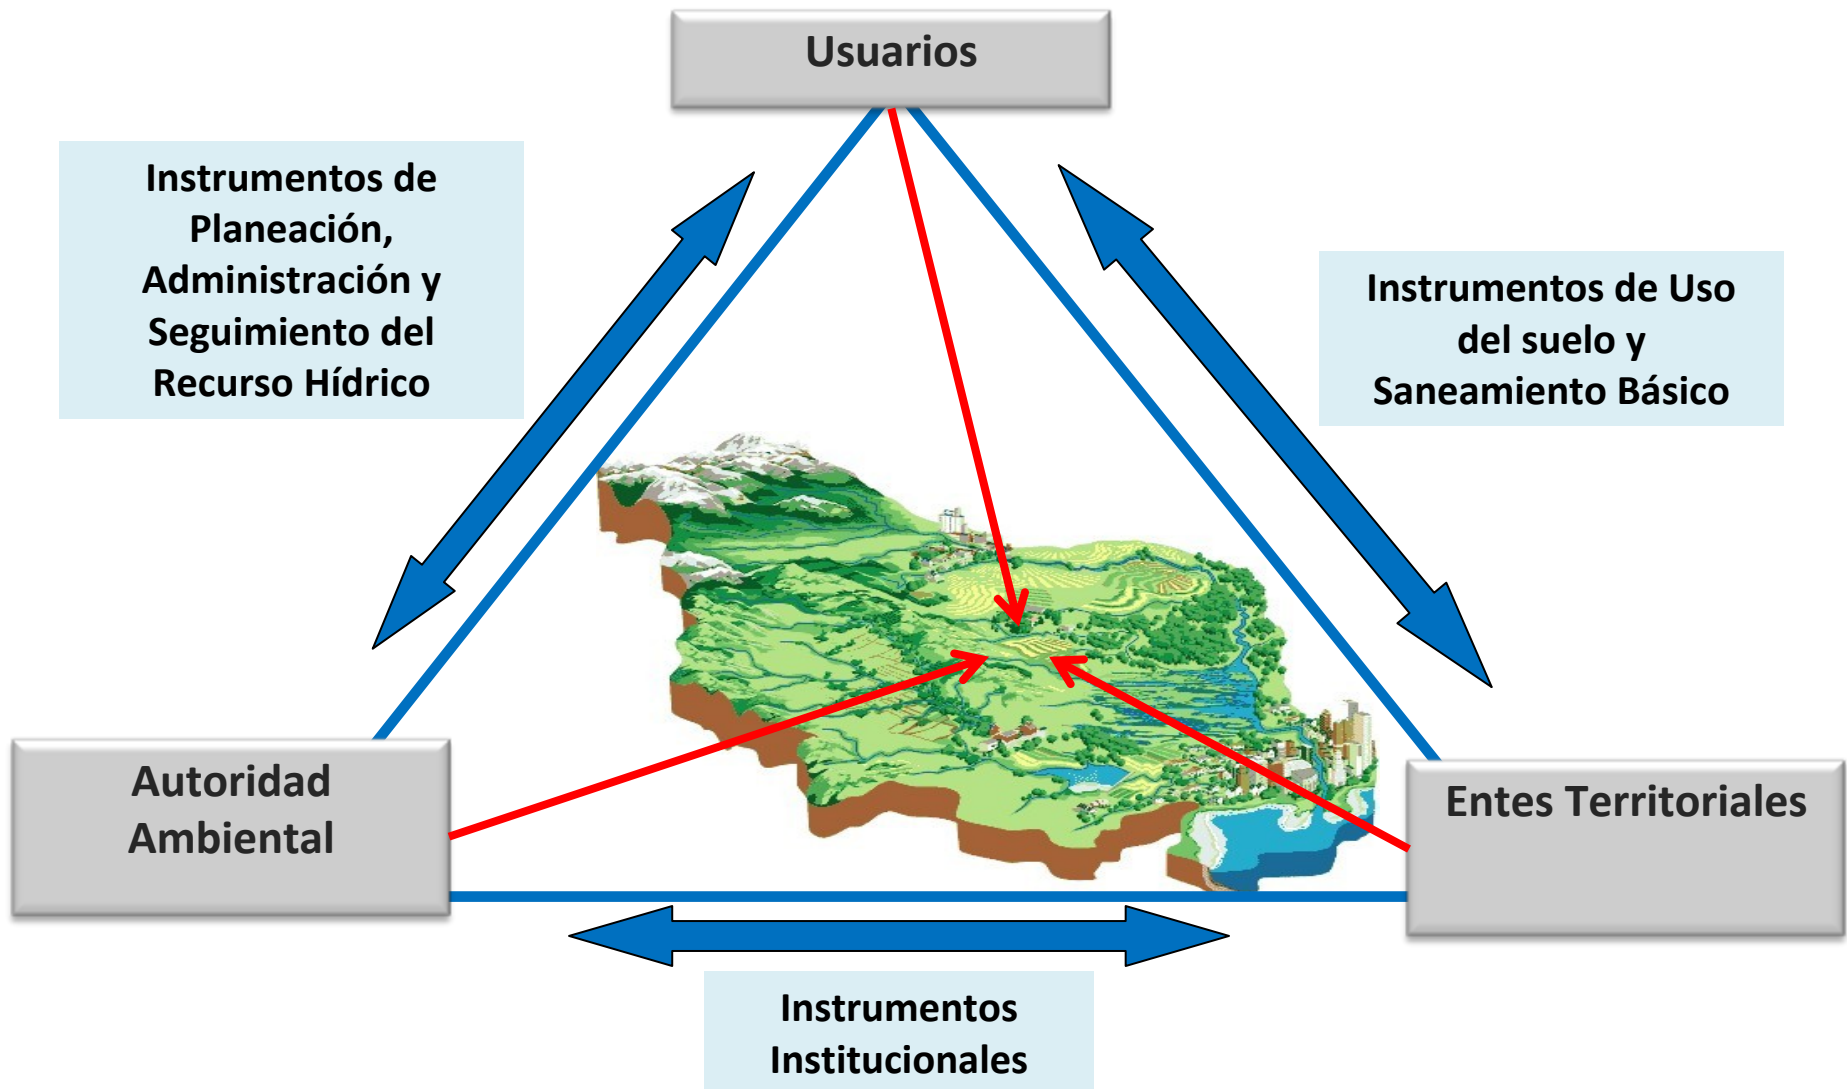 Usuarios
Instrumentos de
Planeación,
Administración y
Seguimiento del
Recurso Hídrico
Instrumentos de Uso
del suelo y
Saneamiento Básico
Autoridad
Ambiental
Entes Territoriales
Instrumentos
Institucionales